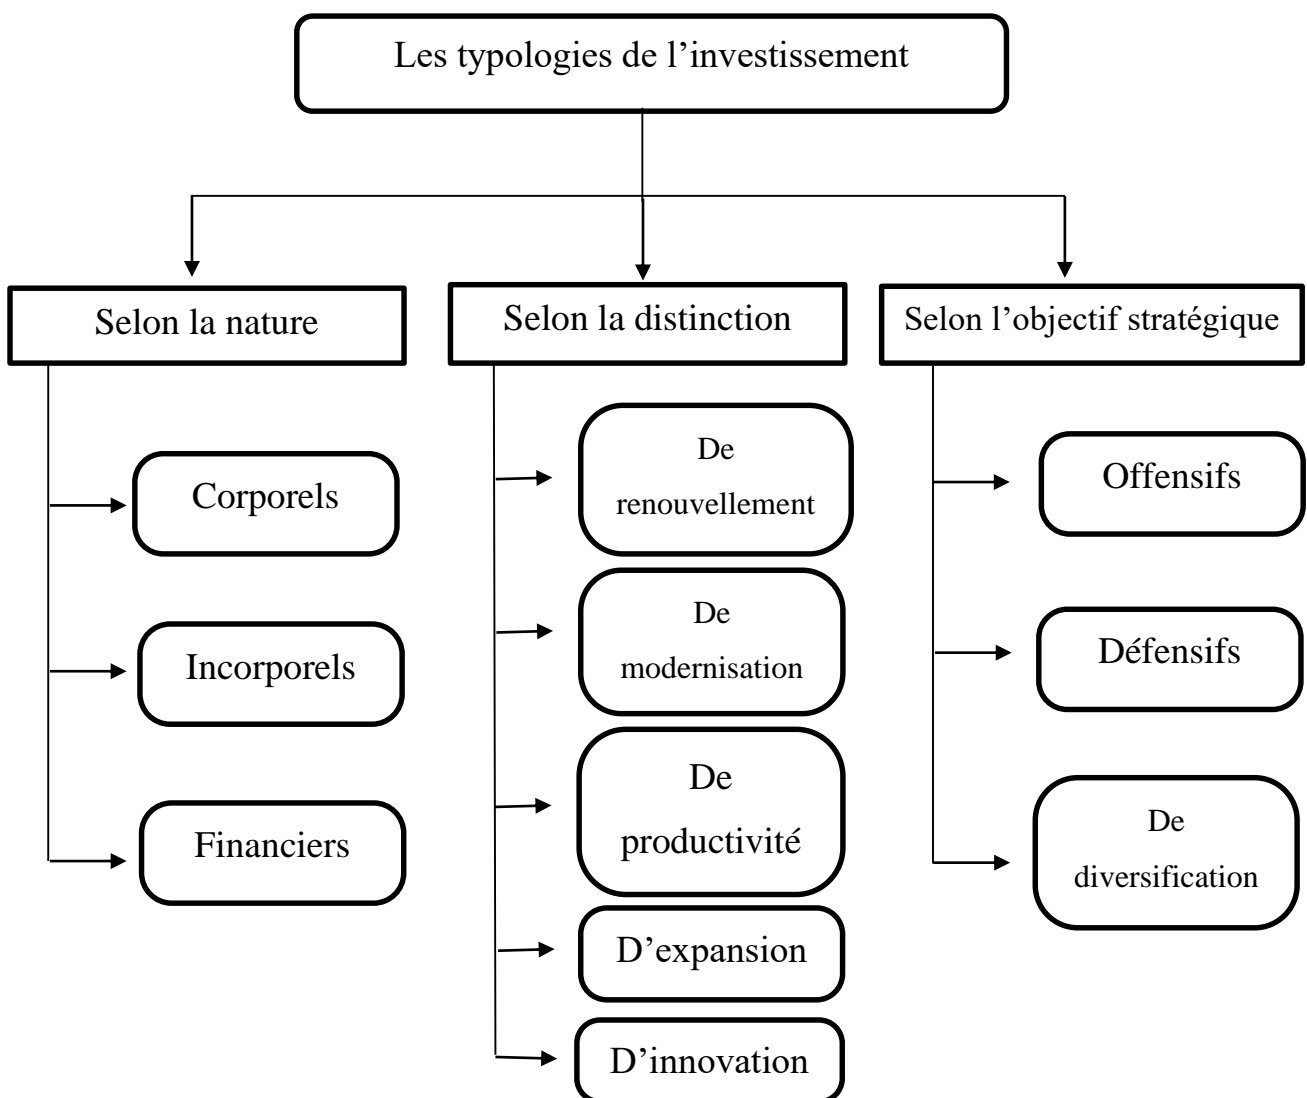 Les typologies de l’investissement
Selon la nature
Corporels
Incorporels
Financiers
Selon la distinction
De
renouvellement
De
modernisation
De
productivité
D’expansion
D’innovation
Selon l’objectif stratégique
Offensifs
Défensifs
De
diversification